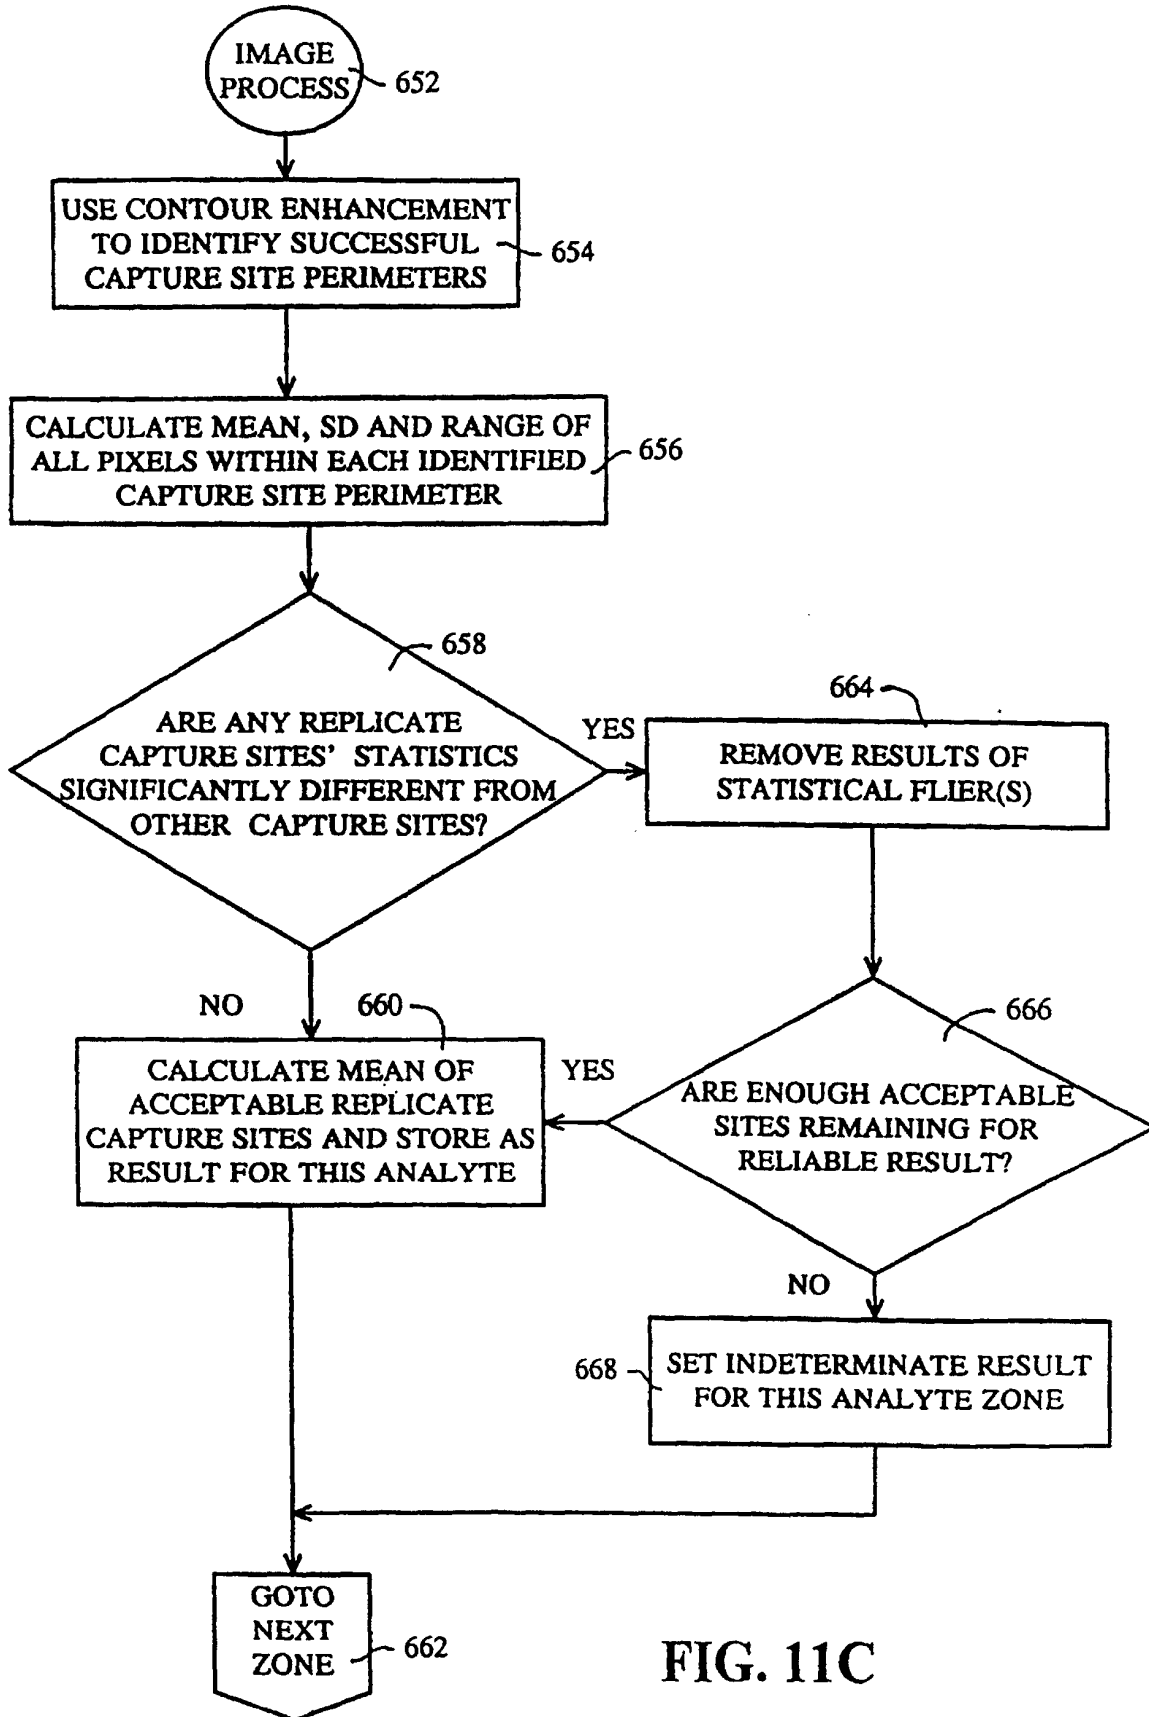 IMAGE
PROCESS
652
USE CONTOUR ENHANCEMENT
TO IDENTIFY SUCCESSFUL
CAPTURE SITE PERIMETERS
654
CALCULATE MEAN, SD AND RANGE OF
ALL PIXELS WITHIN EACH IDENTIFIED
CAPTURE SITE PERIMETER
656
658
ARE ANY REPLICATE
CAPTURE SITES' STATISTICS
SIGNIFICANTLY DIFFERENT FROM
OTHER CAPTURE SITES?
YES
664
REMOVE RESULTS OF
STATISTICAL FLIER(S)
NO
660
CALCULATE MEAN OF
ACCEPTABLE REPLICATE
CAPTURE SITES AND STORE AS
RESULT FOR THIS ANALYTE
YES
666
ARE ENOUGH ACCEPTABLE
SITES REMAINING FOR
RELIABLE RESULT?
NO
668
SET INDETERMINATE RESULT
FOR THIS ANALYTE ZONE
GOTO
NEXT
ZONE
662
FIG. 11C